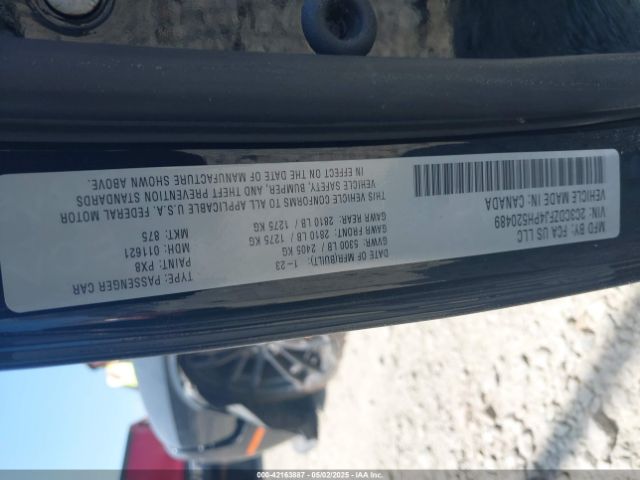 MFD BY: FCA US LLC
DATE OF MFR(BUILT): 1-23
GVWR: 5300 LB / 2405 KG
GAWR FRONT: 2810 LB / 1275 KG
GAWR REAR: 2810 LB / 1275 KG
THIS VEHICLE CONFORMS TO ALL APPLICABLE U.S.A. FEDERAL MOTOR
VEHICLE SAFETY, BUMPER, AND THEFT PREVENTION STANDARDS
IN EFFECT ON THE DATE OF MANUFACTURE SHOWN ABOVE.
VIN: 2C3CDZFJ4PH520489
VEHICLE MADE IN: CANADA
TYPE: PASSENGER CAR
PAINT: PX8
MDH: 011621
MKT: 875
000-42163887 - 05/02/2025 - IAA Inc.